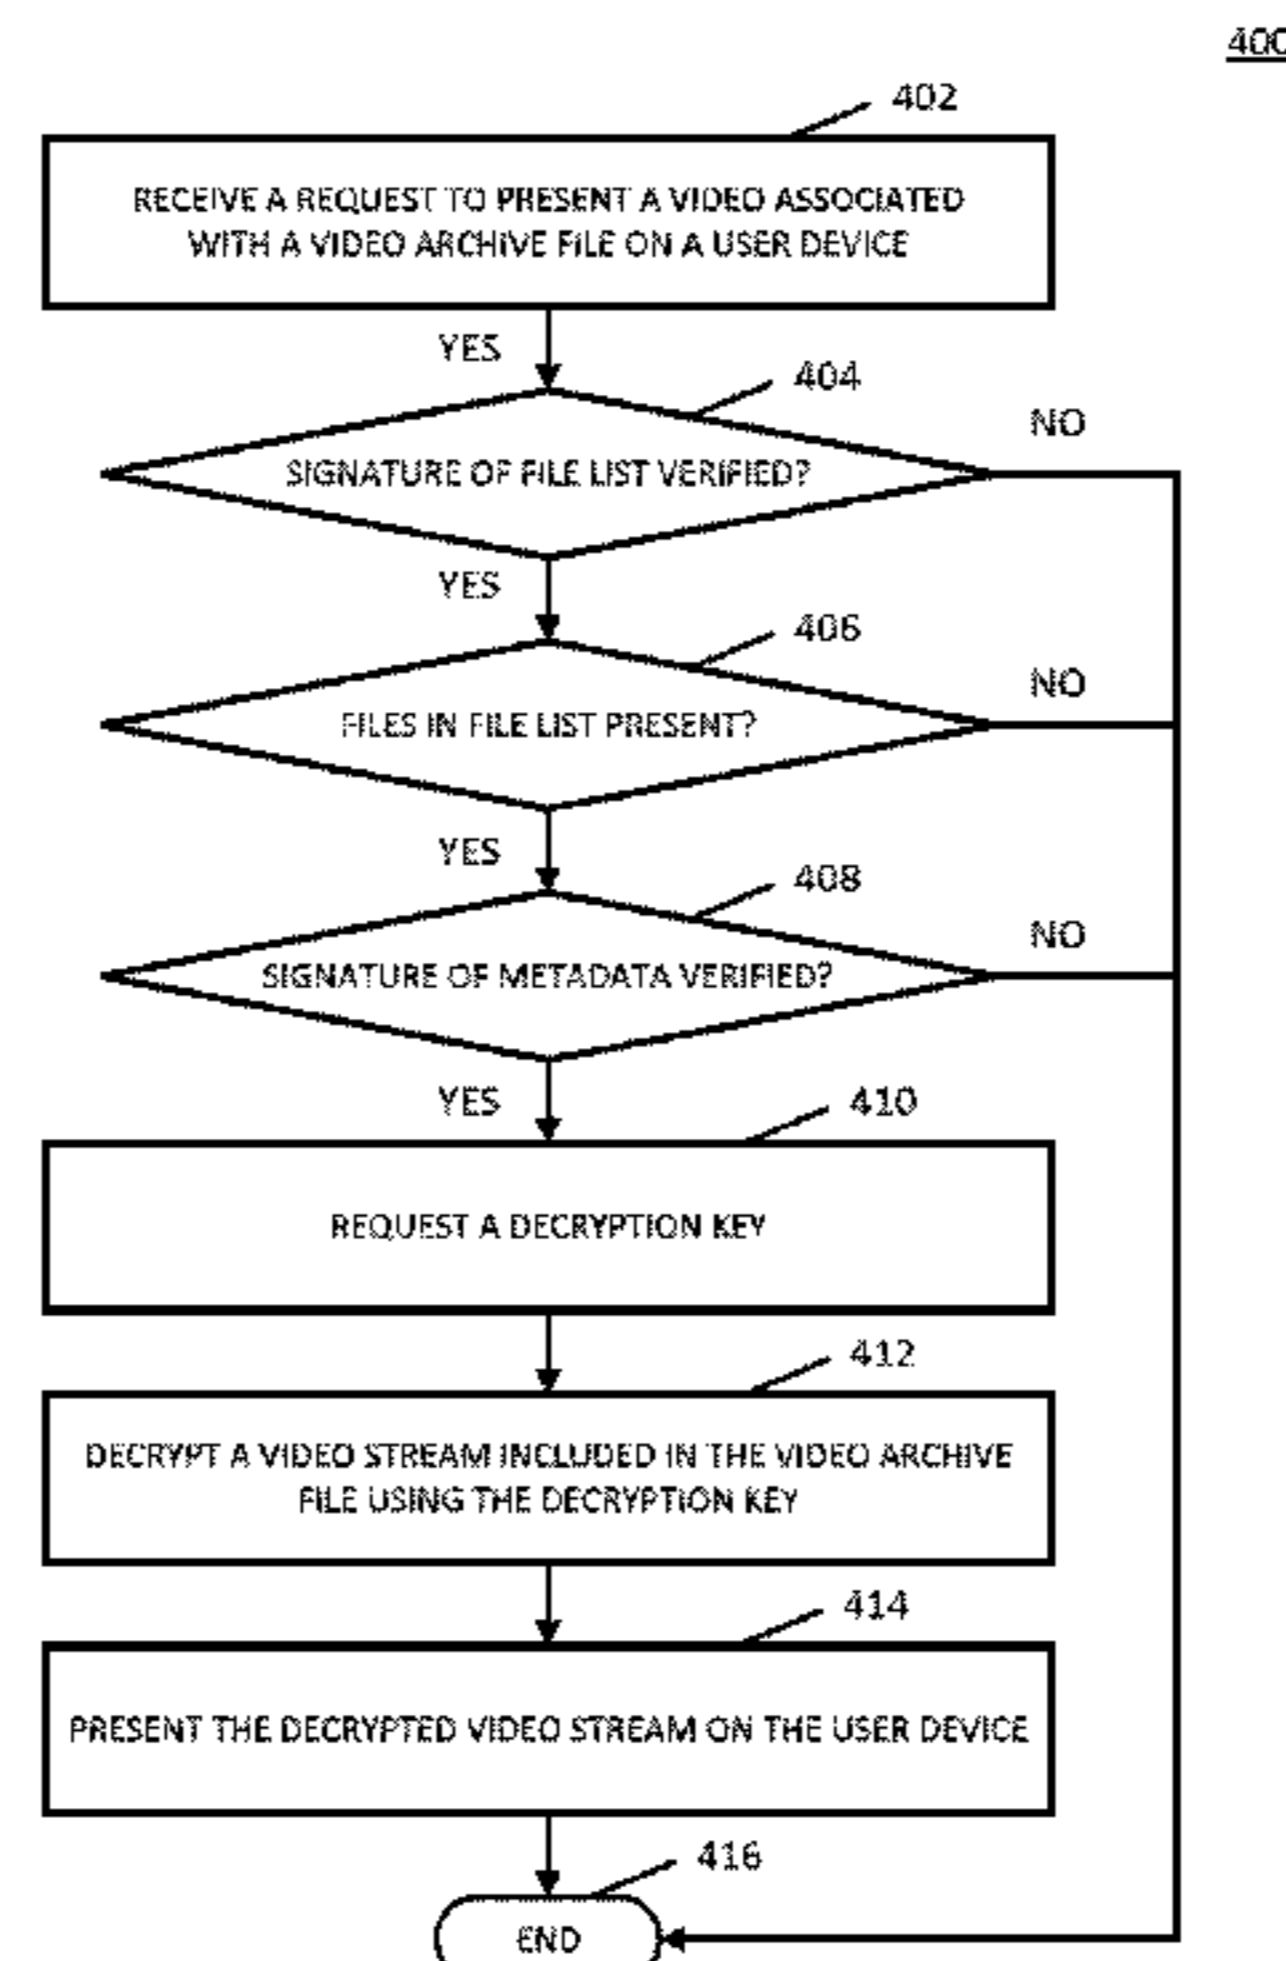 400
402
RECEIVE A REQUEST TO PRESENT A VIDEO ASSOCIATED
WITH A VIDEO ARCHIVE FILE ON A USER DEVICE
YES
404
NO
SIGNATURE OF FILE LIST VERIFIED?
YES
406
NO
FILES IN FILE LIST PRESENT?
YES
408
NO
SIGNATURE OF METADATA VERIFIED?
YES
410
REQUEST A DECRYPTION KEY
412
DECRYPT A VIDEO STREAM INCLUDED IN THE VIDEO ARCHIVE
FILE USING THE DECRYPTION KEY
414
PRESENT THE DECRYPTED VIDEO STREAM ON THE USER DEVICE
416
END